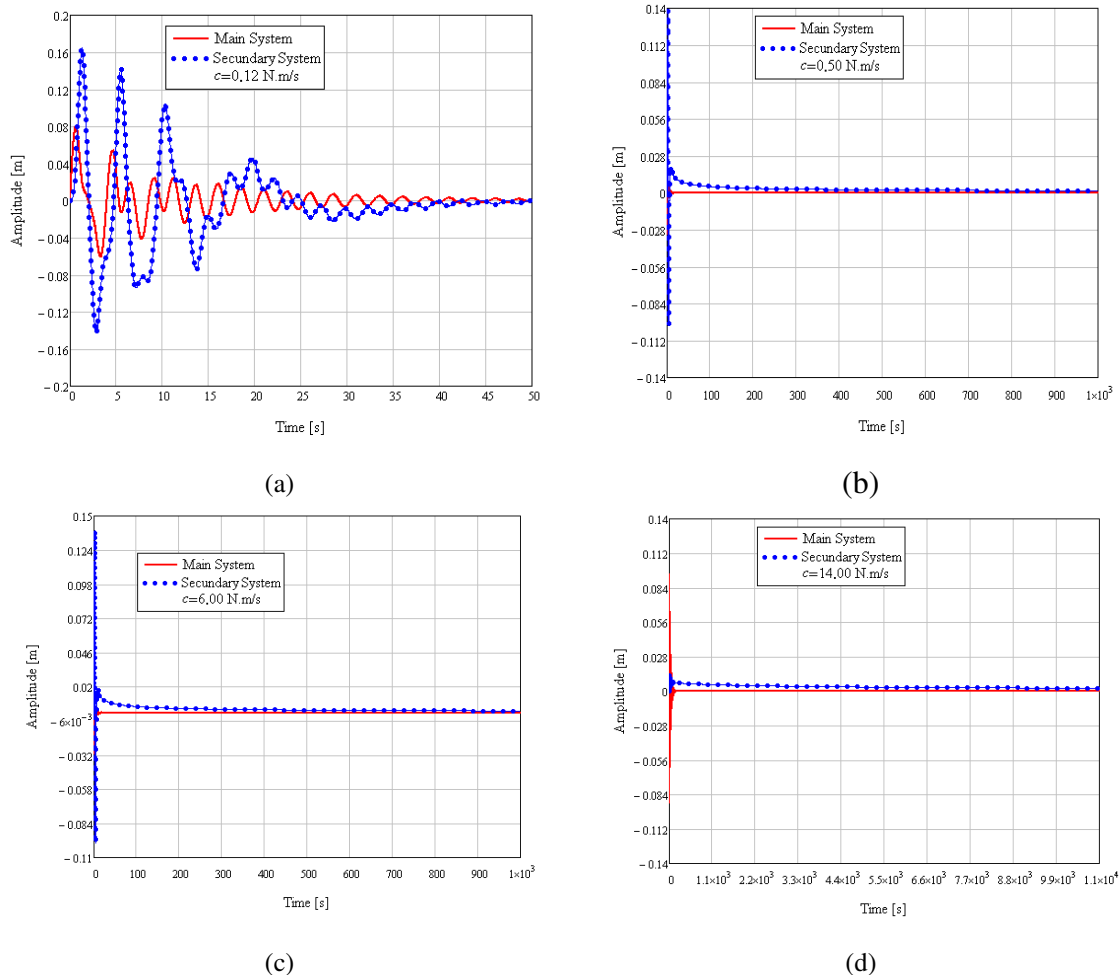 0.2
0.16
0.12
0.08
0.04
0
− 0.04
− 0.08
− 0.12
− 0.16
− 0.2
Amplitude [m]
Main System
Secundary System
c=0.12 N.m/s
0 5 10 15 20 25 30 35 40 45 50
Time [s]
(a)
0.14
0.112
0.084
0.056
0.028
0
− 0.028
− 0.056
− 0.084
− 0.112
− 0.14
Amplitude [m]
Main System
Secundary System
c=0.50 N.m/s
0 100 200 300 400 500 600 700 800 900 1×10³
Time [s]
(b)
0.15
0.124
0.098
0.072
0.046
0.02
− 6×10⁻³
− 0.032
− 0.058
− 0.084
− 0.11
Amplitude [m]
Main System
Secundary System
c=6.00 N.m/s
0 100 200 300 400 500 600 700 800 900 1×10³
Time [s]
(c)
0.14
0.112
0.084
0.056
0.028
0
− 0.028
− 0.056
− 0.084
− 0.112
− 0.14
Amplitude [m]
Main System
Secundary System
c=14.00 N.m/s
0 1.1×10³ 2.2×10³ 3.3×10³ 4.4×10³ 5.5×10³ 6.6×10³ 7.7×10³ 8.8×10³ 9.9×10³ 1.1×10⁴
Time [s]
(d)